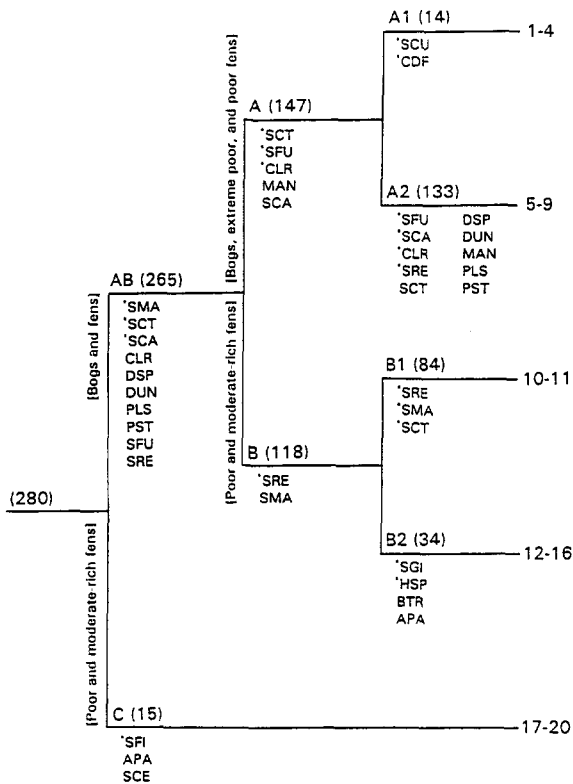 A1 (14)
1-4
'SCU
'CDF
[Bogs, extreme poor, and poor fens]
A (147)
'SCT
'SFU
'CLR
MAN
SCA
A2 (133)
5-9
'SFU DSP
'SCA DUN
'CLR MAN
'SRE PLS
SCT PST
[Bogs and fens]
AB (265)
'SMA
'SCT
'SCA
CLR
DSP
DUN
PLS
PST
SFU
SRE
B1 (84)
10-11
'SRE
'SMA
'SCT
[Poor and moderate-rich fens]
B (118)
'SRE
SMA
(280)
B2 (34)
12-16
'SGI
'HSP
BTR
APA
[Poor and moderate-rich fens]
C (15)
17-20
'SFI
APA
SCE